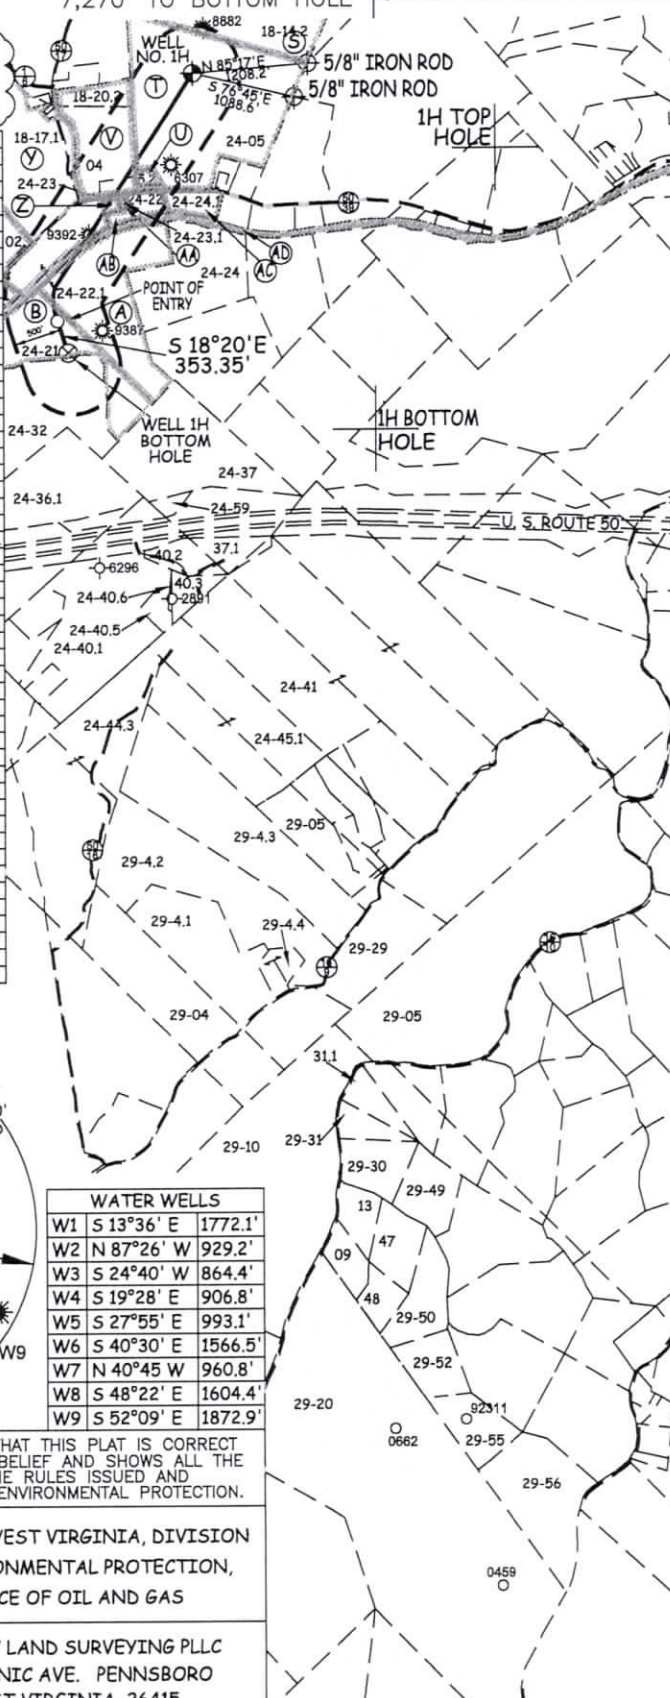 7,270' TO BOTTOM HOLE
8882
18-14.2
S
WELL
NO. 1H
N 85°17' E
1208.2'
S 76°45' E
1088.6'
5/8" IRON ROD
5/8" IRON ROD
T
18-20.2
1H TOP
HOLE
18-17.1
V
U
24-05
Y
04
6307
24-23
Z
24-22
24-24.1
50
02
9392
24-23.1
AB
AA
AD
AC
24-24
24-22.1
POINT OF
ENTRY
B
A
500'
9387
S 18°20'E
353.35'
24-21
WELL 1H
BOTTOM
HOLE
1H BOTTOM
HOLE
24-32
24-37
24-36.1
24-59
U. S. ROUTE 50
40.2
37.1
6296
40.3
24-40.6
2891
24-40.5
24-40.1
24-41
24-44.3
24-45.1
29-05
29-4.3
29-4.2
29-4.1
29-4.4
29-29
29-04
29-05
31.1
29-10
29-31
29-30
29-49
13
47
09
48
29-50
29-52
29-20
92311
0662
29-55
29-56
0459
WATER WELLS
W1 S 13°36' E 1772.1'
W2 N 87°26' W 929.2'
W3 S 24°40' W 864.4'
W4 S 19°28' E 906.8'
W5 S 27°55' E 993.1'
W6 S 40°30' E 1566.5'
W7 N 40°45 W 960.8'
W8 S 48°22' E 1604.4'
W9 S 52°09' E 1872.9'
W9
HAT THIS PLAT IS CORRECT
BELIEF AND SHOWS ALL THE
E RULES ISSUED AND
ENVIRONMENTAL PROTECTION.
EST VIRGINIA, DIVISION
ONMENTAL PROTECTION,
CE OF OIL AND GAS
LAND SURVEYING PLLC
NIC AVE. PENNSBORO
ST VIRGINIA 26415